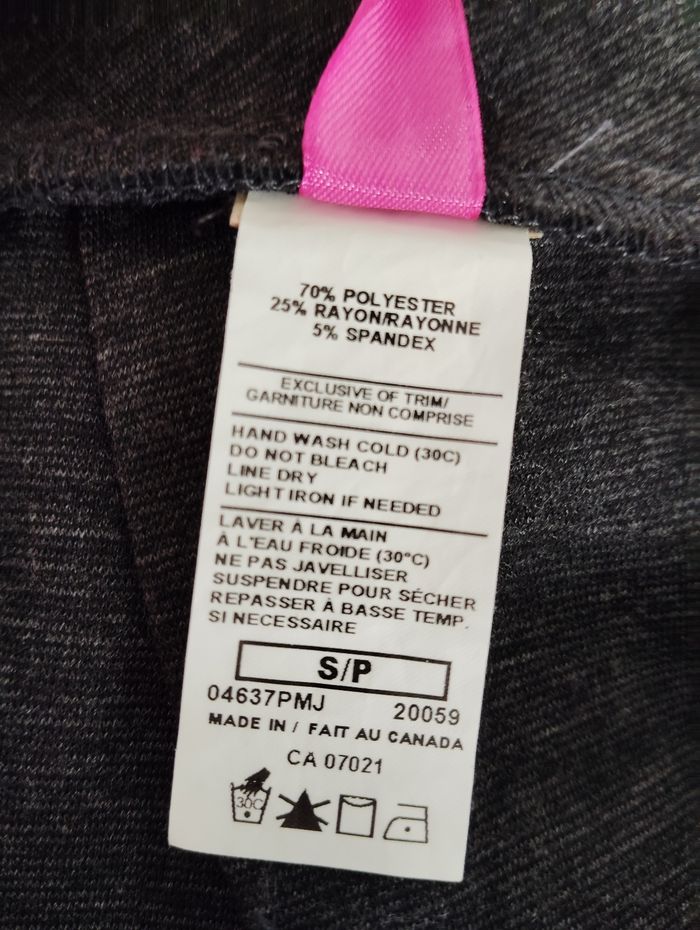 70% POLYESTER
25% RAYON/RAYONNE
5% SPANDEX
EXCLUSIVE OF TRIM/
GARNITURE NON COMPRISE
HAND WASH COLD (30C)
DO NOT BLEACH
LINE DRY
LIGHT IRON IF NEEDED
LAVER À LA MAIN
À L'EAU FROIDE (30°C)
NE PAS JAVELLISER
SUSPENDRE POUR SÉCHER
REPASSER À BASSE TEMP.
SI NECESSAIRE
S/P
04637PMJ 20059
MADE IN / FAIT AU CANADA
CA 07021
30C